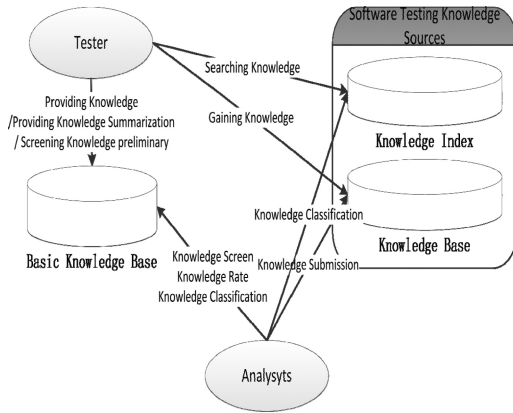 Software Testing Knowledge
Sources
Tester
Searching Knowledge
Providing Knowledge
/Providing Knowledge Summarization
/ Screening Knowledge preliminary
Gaining Knowledge
Knowledge Index
Basic Knowledge Base
Knowledge Classification
Knowledge Base
Knowledge Screen
Knowledge Rate
Knowledge Classification
Knowledge Submission
Analysyts